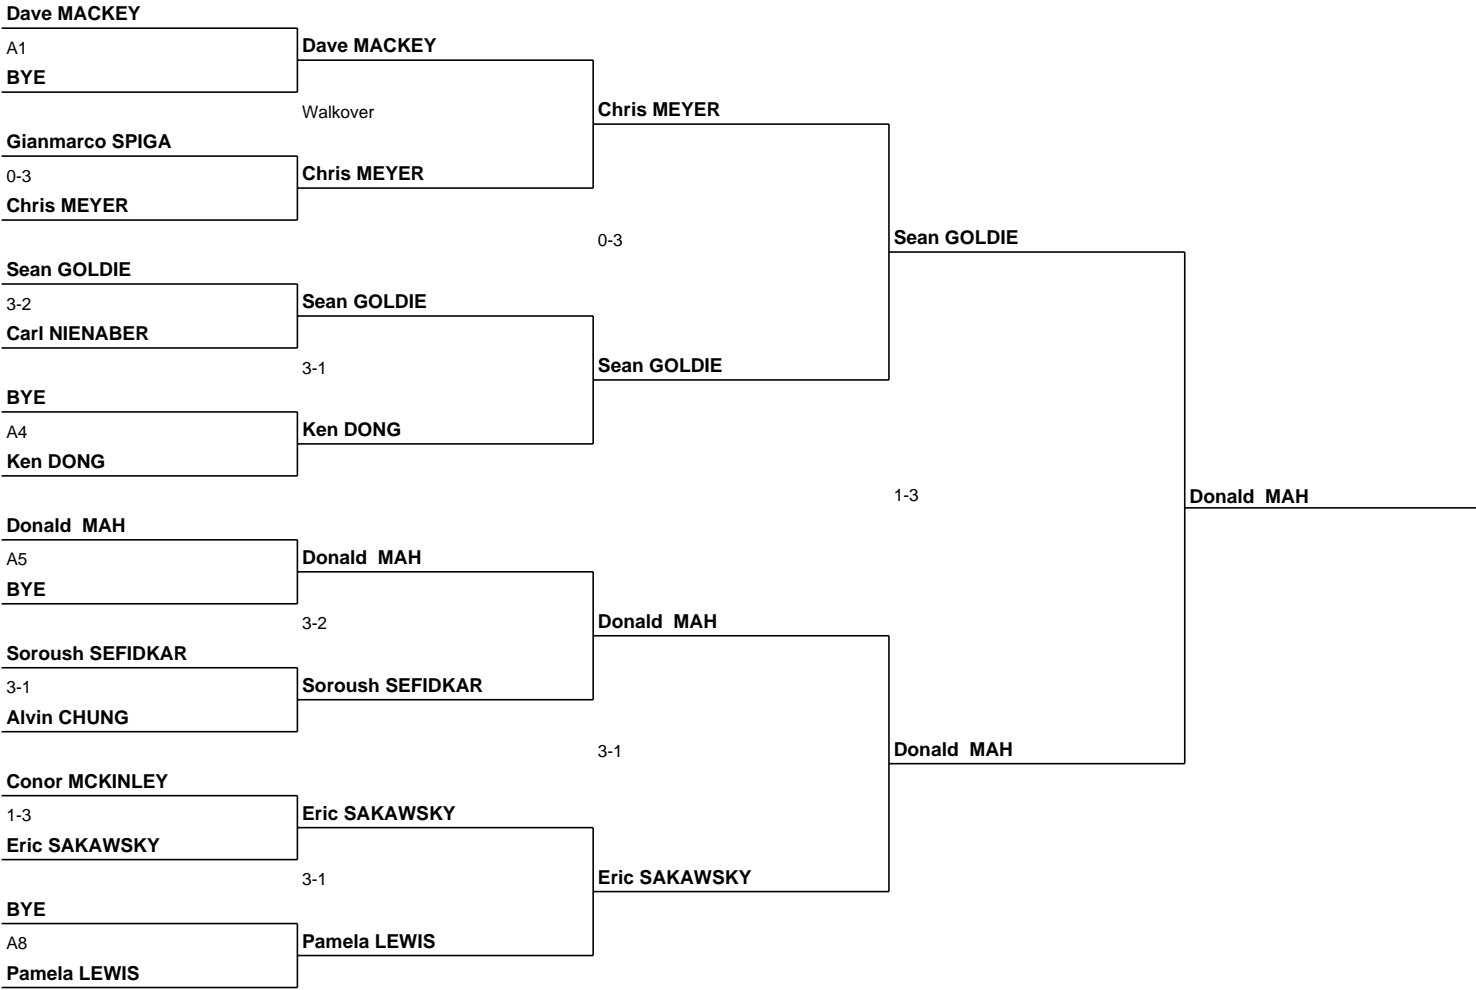 Dave MACKEY
A1
BYE
Gianmarco SPIGA
0-3
Chris MEYER
Sean GOLDIE
3-2
Carl NIENABER
BYE
A4
Ken DONG
Donald MAH
A5
BYE
Soroush SEFIDKAR
3-1
Alvin CHUNG
Conor MCKINLEY
1-3
Eric SAKAWSKY
BYE
A8
Pamela LEWIS
Dave MACKEY
Walkover
Chris MEYER
Sean GOLDIE
3-1
Ken DONG
Donald MAH
3-2
Soroush SEFIDKAR
Eric SAKAWSKY
3-1
Pamela LEWIS
Chris MEYER
0-3
Sean GOLDIE
Donald MAH
3-1
Eric SAKAWSKY
Sean GOLDIE
1-3
Donald MAH
Donald MAH